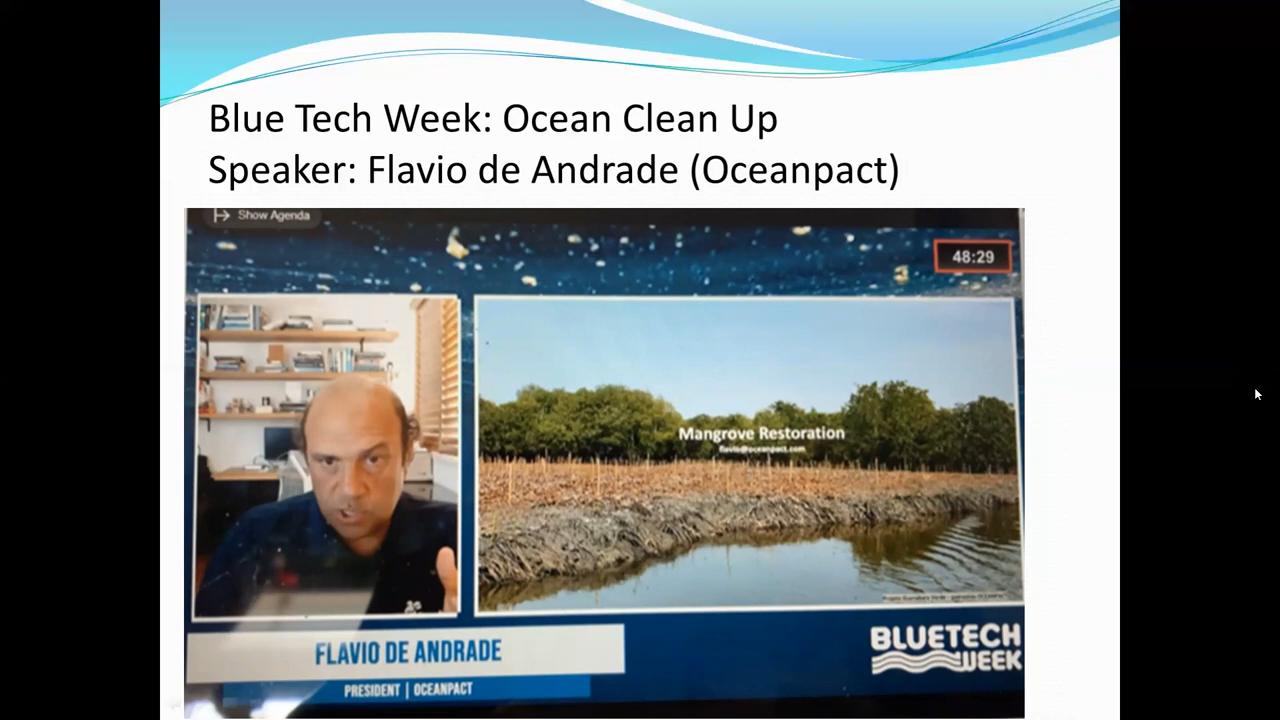 Blue Tech Week: Ocean Clean Up
Speaker: Flavio de Andrade (Oceanpact)
Show Agenda
48:29
Mangrove Restoration
flavio@oceanpact.com
FLAVIO DE ANDRADE
PRESIDENT | OCEANPACT
BLUETECH
WEEK